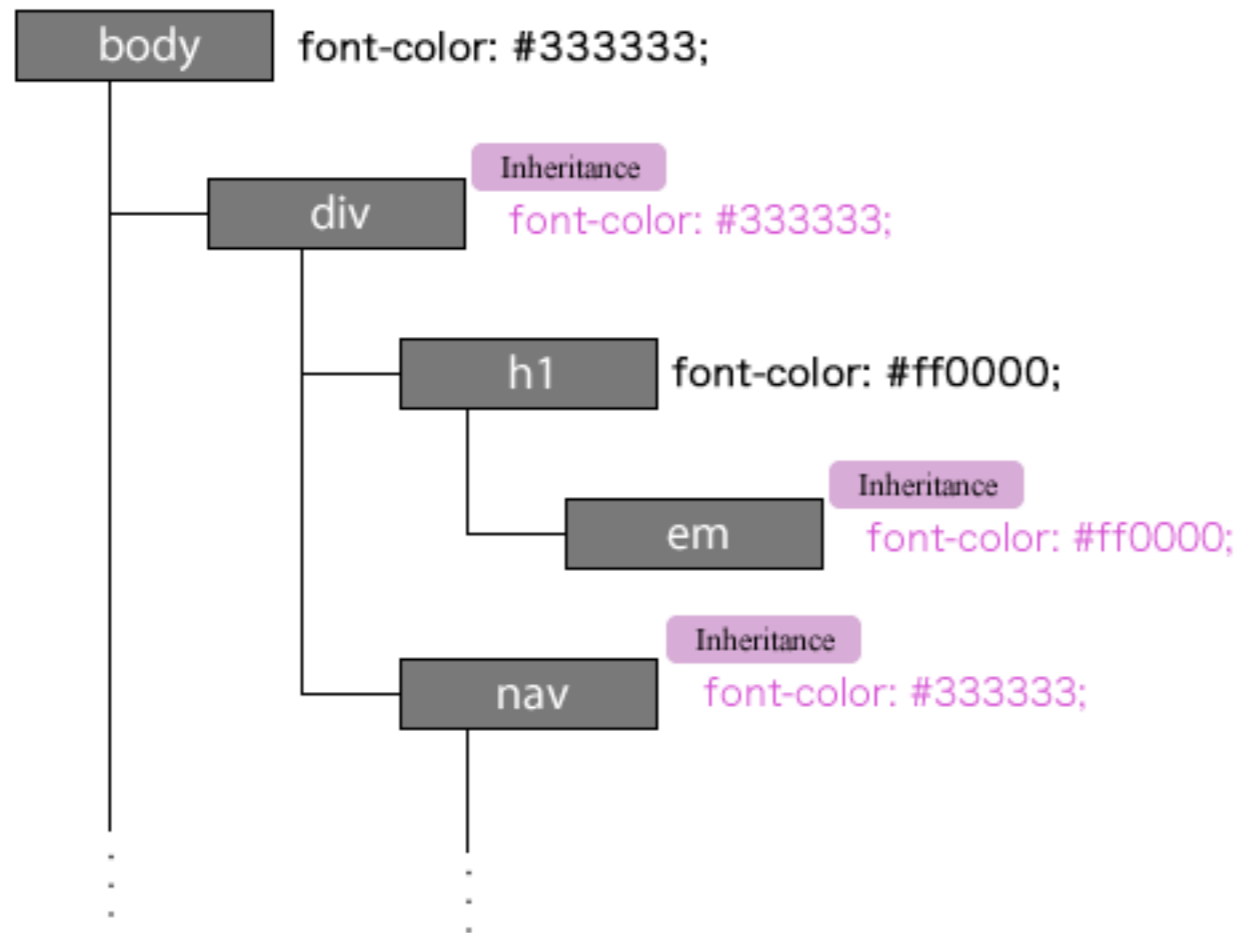 body font-color: #333333;
Inheritance
div font-color: #333333;
h1 font-color: #ff0000;
Inheritance
em font-color: #ff0000;
Inheritance
nav font-color: #333333;